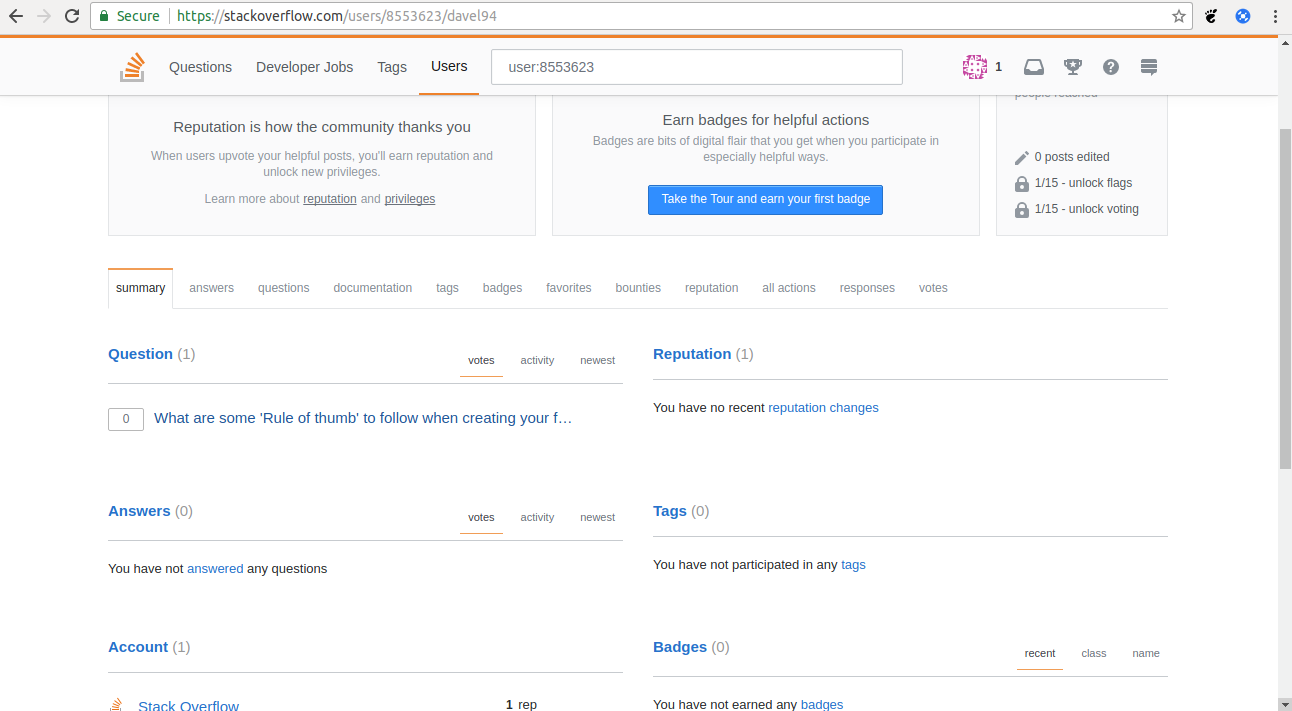 Secure https://stackoverflow.com/users/8553623/davel94
Questions Developer Jobs Tags Users user:8553623 1
people reached
Reputation is how the community thanks you
When users upvote your helpful posts, you'll earn reputation and
unlock new privileges.
Learn more about reputation and privileges
Earn badges for helpful actions
Badges are bits of digital flair that you get when you participate in
especially helpful ways.
Take the Tour and earn your first badge
0 posts edited
1/15 - unlock flags
1/15 - unlock voting
summary answers questions documentation tags badges favorites bounties reputation all actions responses votes
Question (1) votes activity newest
0 What are some 'Rule of thumb' to follow when creating your f…
Reputation (1)
You have no recent reputation changes
Answers (0) votes activity newest
You have not answered any questions
Tags (0)
You have not participated in any tags
Account (1)
Stack Overflow 1 rep
Badges (0) recent class name
You have not earned any badges